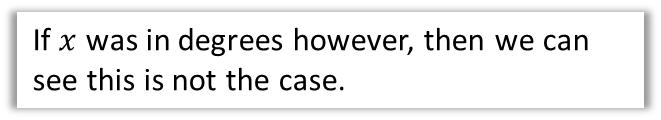 If 𝑥 was in degrees however, then we can
see this is not the case.